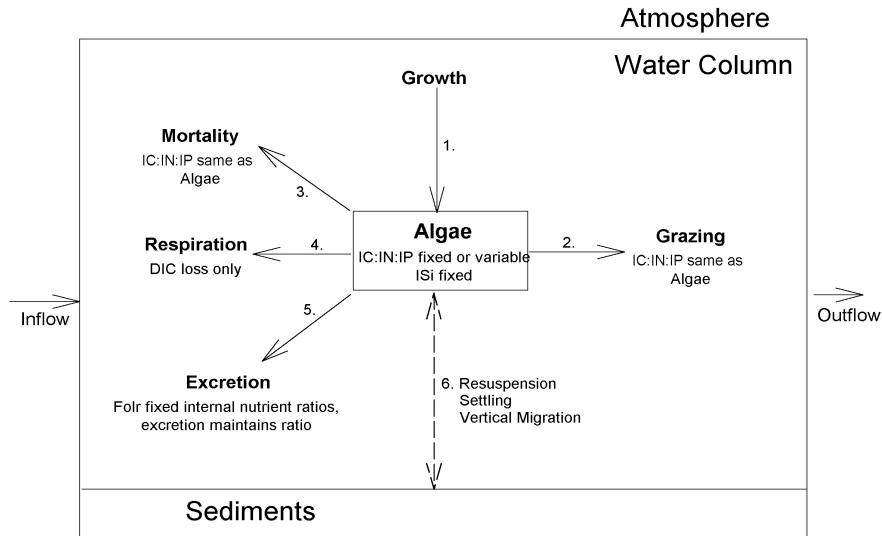 Atmosphere
Water Column
Growth
1.
Mortality
IC:IN:IP same as
Algae
3.
Algae
IC:IN:IP fixed or variable
ISi fixed
Respiration
DIC loss only
4.
2.
Grazing
IC:IN:IP same as
Algae
5.
Inflow
Outflow
Excretion
Folr fixed internal nutrient ratios,
excretion maintains ratio
6. Resuspension
Settling
Vertical Migration
Sediments